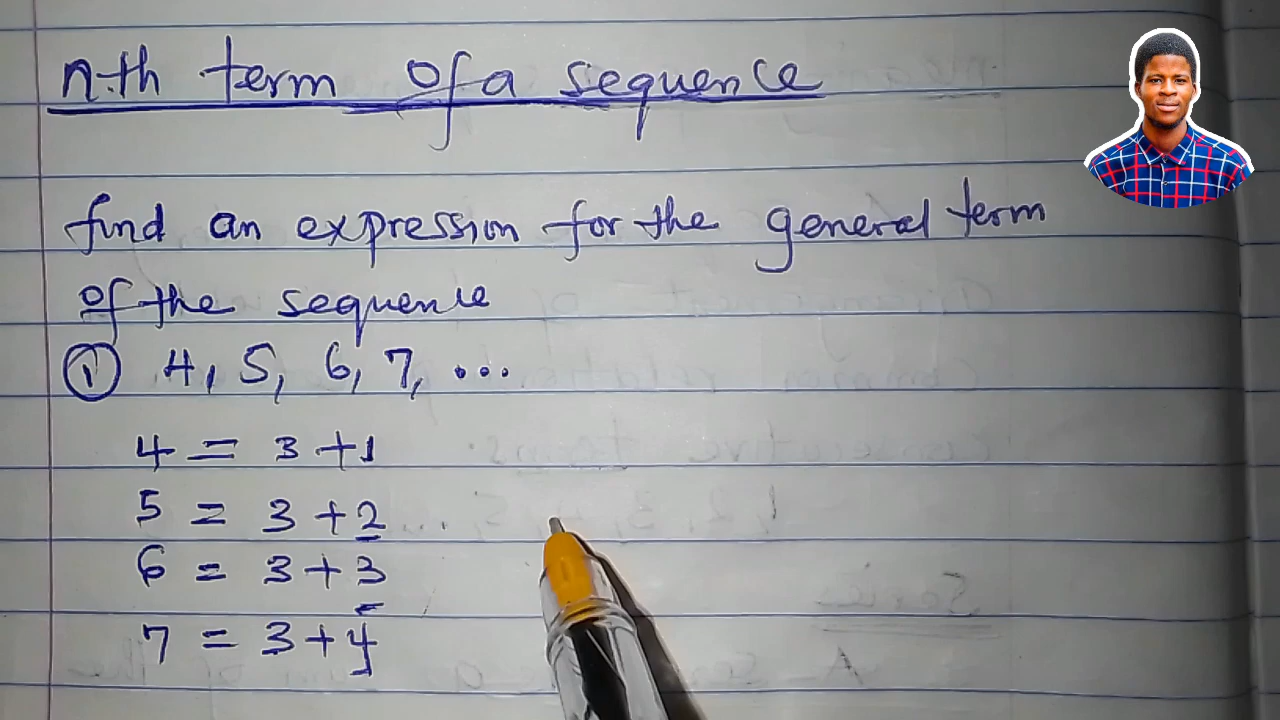 n.th term of a sequence
find an expression for the general term
of the sequence
① 4, 5, 6, 7, ...
4 = 3 + 1
5 = 3 + 2
6 = 3 + 3
7 = 3 + 4